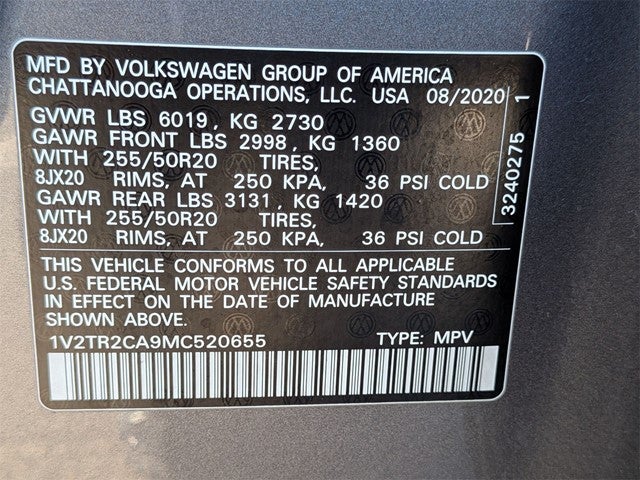 MFD BY VOLKSWAGEN GROUP OF AMERICA
CHATTANOOGA OPERATIONS, LLC. USA 08/2020
GVWR LBS 6019, KG 2730
GAWR FRONT LBS 2998, KG 1360
WITH 255/50R20 TIRES,
8JX20 RIMS, AT 250 KPA, 36 PSI COLD
GAWR REAR LBS 3131, KG 1420
WITH 255/50R20 TIRES,
8JX20 RIMS, AT 250 KPA, 36 PSI COLD
THIS VEHICLE CONFORMS TO ALL APPLICABLE
U.S. FEDERAL MOTOR VEHICLE SAFETY STANDARDS
IN EFFECT ON THE DATE OF MANUFACTURE
SHOWN ABOVE.
1V2TR2CA9MC520655 TYPE: MPV
3240275 1